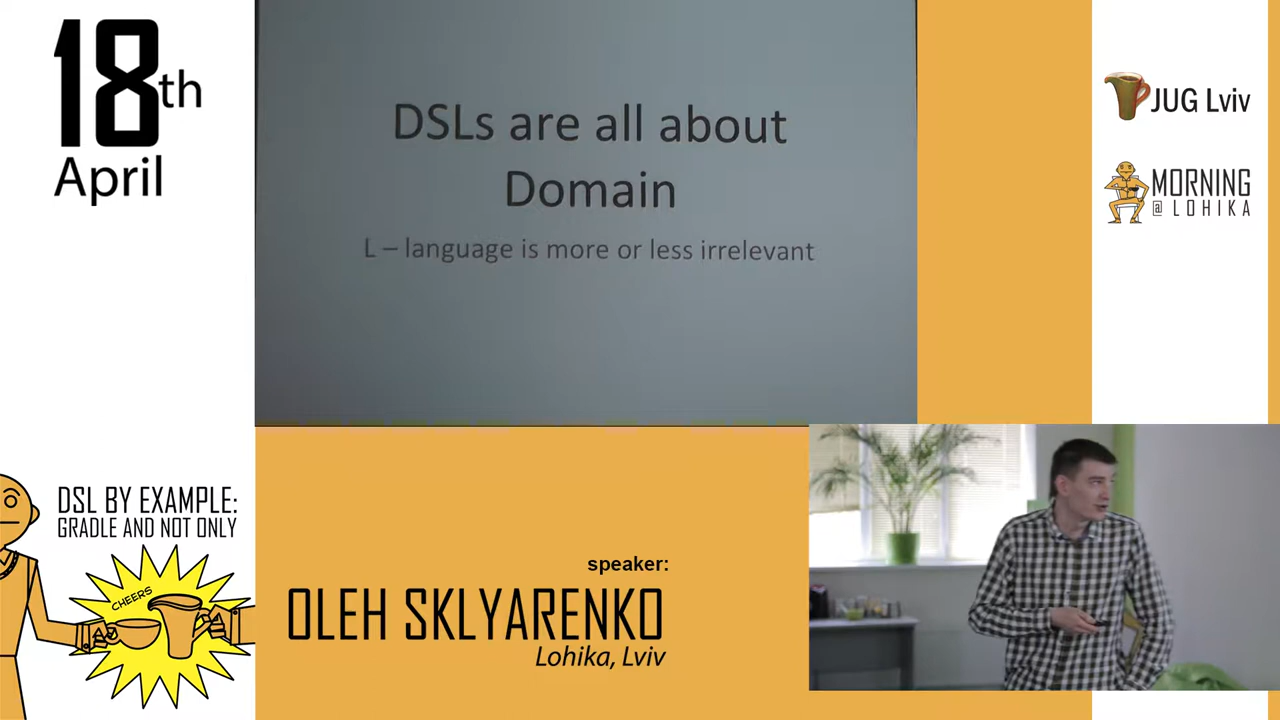 18th
April
DSLs are all about
Domain
L – language is more or less irrelevant
JUG Lviv
MORNING
@ LOHIKA
DSL BY EXAMPLE:
GRADLE AND NOT ONLY
CHEERS
speaker:
OLEH SKLYARENKO
Lohika, Lviv